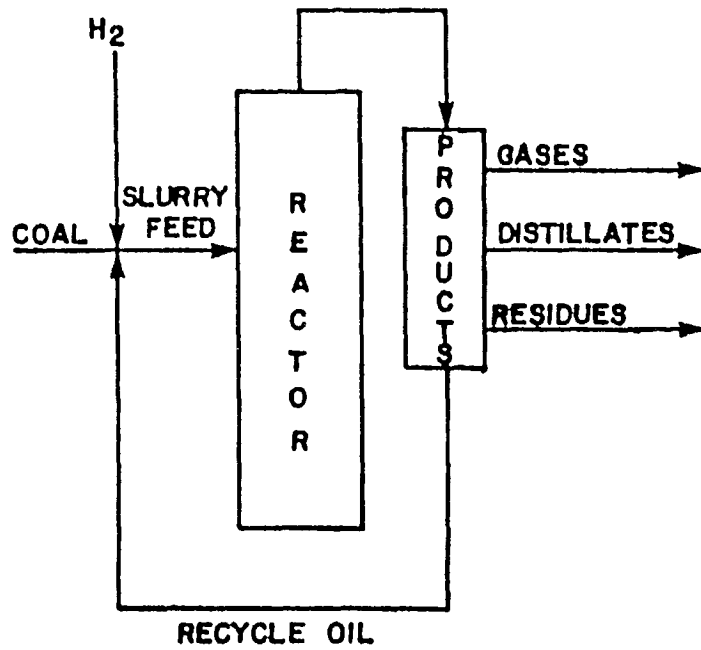 H2
SLURRY
FEED
COAL
REACTOR
PRODUCTS
GASES
DISTILLATES
RESIDUES
RECYCLE OIL